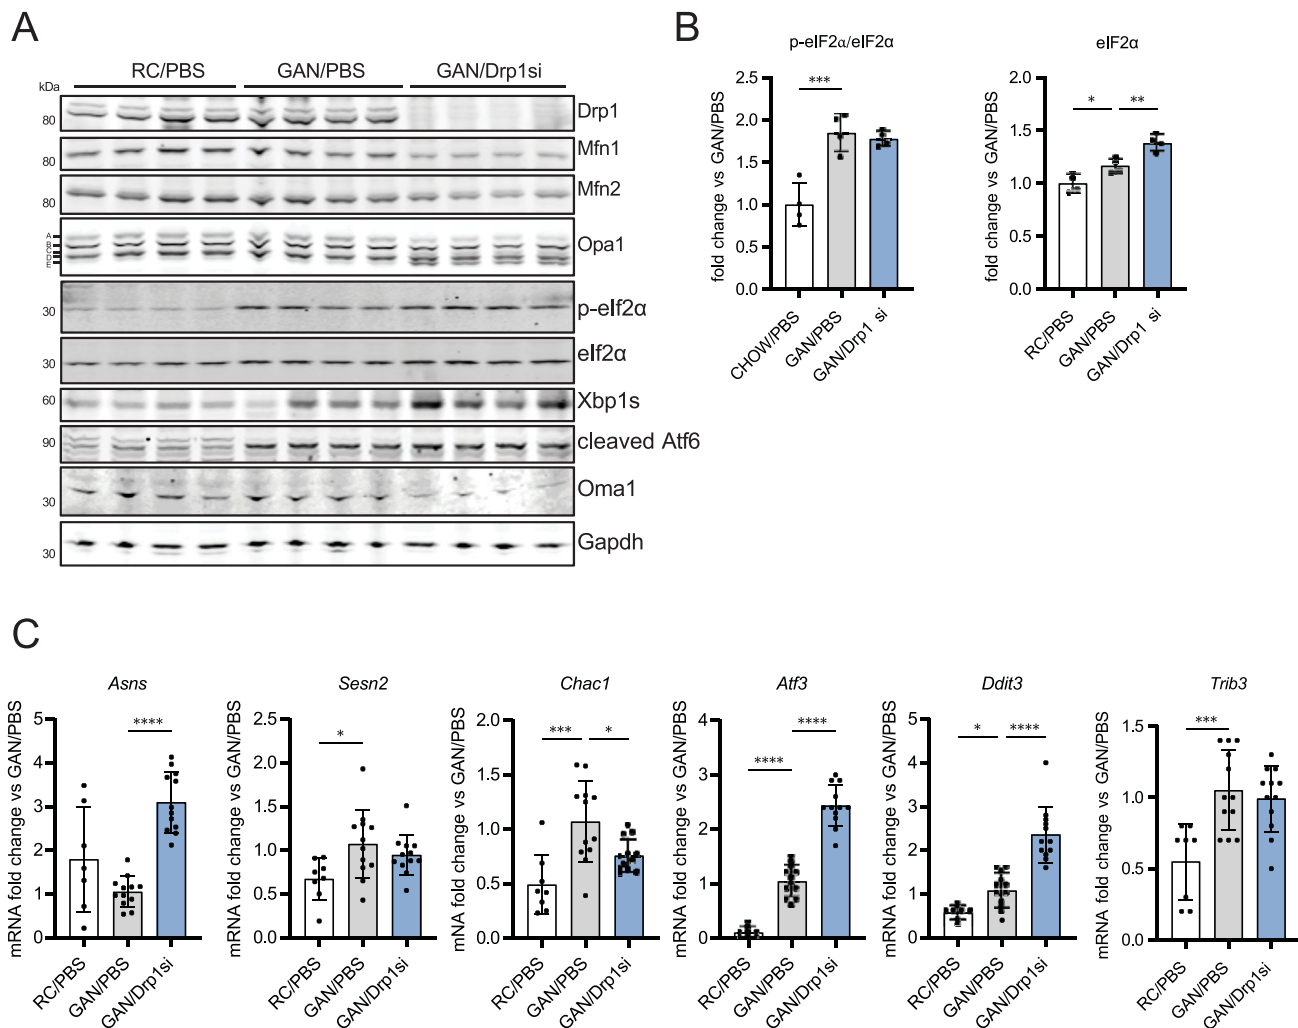 A
RC/PBS GAN/PBS GAN/Drp1si
kDa
80 Drp1
80 Mfn1
80 Mfn2
A
B
C
D
E
Opa1
30 p-eIf2α
30 eIf2α
60 Xbp1s
90 cleaved Atf6
30 Oma1
30 Gapdh
B
p-eIF2α/eIF2α
fold change vs GAN/PBS
2.5
2.0
1.5
1.0
0.5
0.0
***
CHOW/PBS
GAN/PBS
GAN/Drp1 si
eIF2α
fold change vs GAN/PBS
2.0
1.5
1.0
0.5
0.0
* **
RC/PBS
GAN/PBS
GAN/Drp1 si
C
Asns
mRNA fold change vs GAN/PBS
5
4
3
2
1
0
****
RC/PBS
GAN/PBS
GAN/Drp1si
Sesn2
mRNA fold change vs GAN/PBS
2.5
2.0
1.5
1.0
0.5
0.0
*
RC/PBS
GAN/PBS
GAN/Drp1si
Chac1
mNA fold change vs GAN/PBS
2.0
1.5
1.0
0.5
0.0
*** *
RC/PBS
GAN/PBS
GAN/Drp1si
Atf3
mRNA fold change vs GAN/PBS
4
3
2
1
0
**** ****
RC/PBS
GAN/PBS
GAN/Drp1si
Ddit3
mRNA fold change vs GAN/PBS
5
4
3
2
1
0
* ****
RC/PBS
GAN/PBS
GAN/Drp1si
Trib3
mRNA fold change vs GAN/PBS
1.5
1.0
0.5
0.0
***
RC/PBS
GAN/PBS
GAN/Drp1si